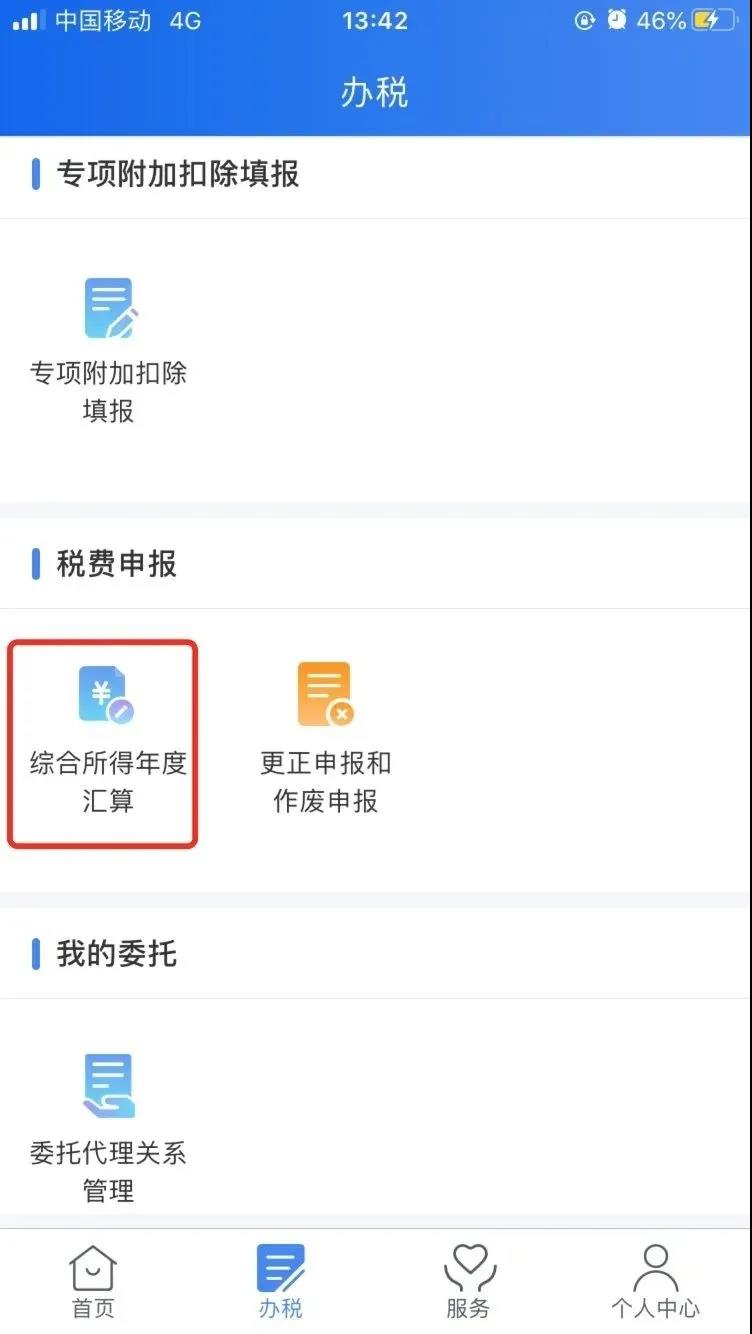 中国移动 4G 13:42 46%
办税
专项附加扣除填报
专项附加扣除
填报
税费申报
¥
综合所得年度
汇算
更正申报和
作废申报
我的委托
委托代理关系
管理
首页 办税 服务 个人中心